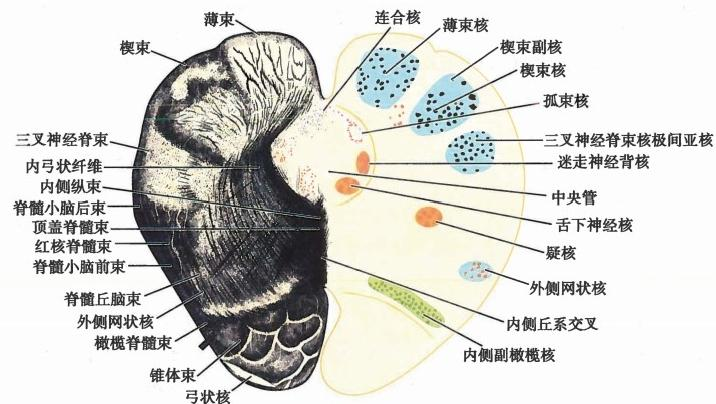 薄束
楔束
三叉神经脊束
内弓状纤维
内侧纵束
脊髓小脑后束
顶盖脊髓束
红核脊髓束
脊髓小脑前束
脊髓丘脑束
外侧网状核
橄榄脊髓束
锥体束
弓状核
连合核
薄束核
楔束副核
楔束核
孤束核
三叉神经脊束核极间亚核
迷走神经背核
中央管
舌下神经核
疑核
外侧网状核
内侧丘系交叉
内侧副橄榄核